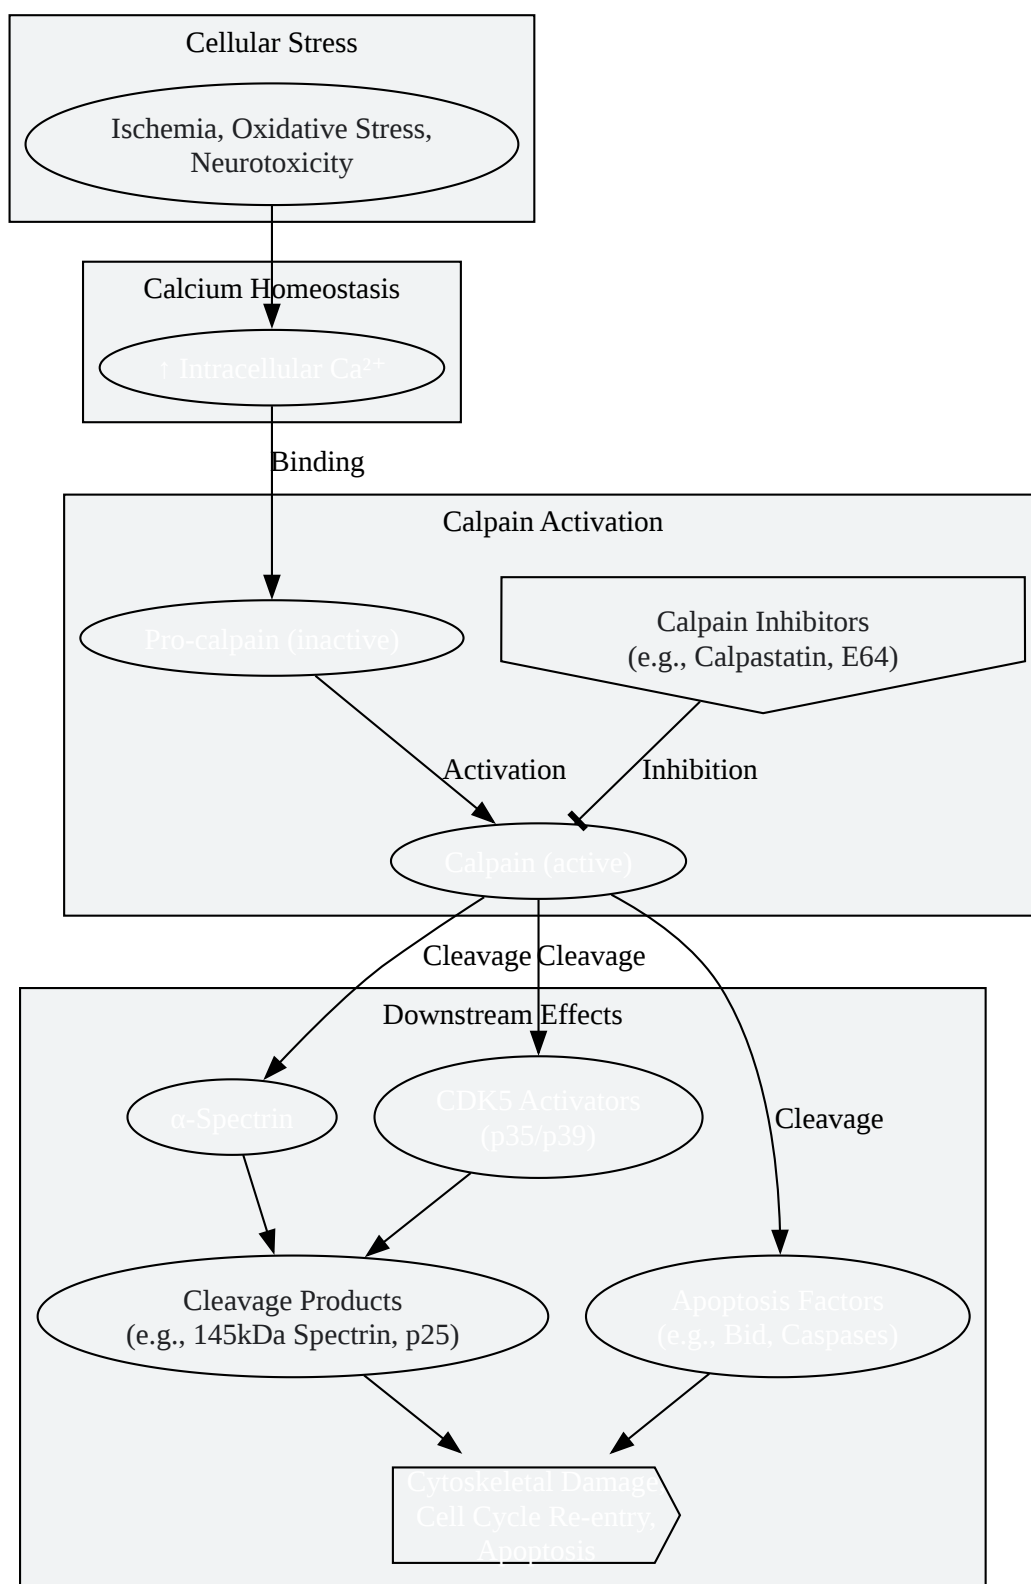 Cellular Stress
Ischemia, Oxidative Stress,
Neurotoxicity
Calcium Homeostasis
↑ Intracellular Ca²⁺
Binding
Calpain Activation
Pro-calpain (inactive)
Calpain Inhibitors
(e.g., Calpastatin, E64)
Activation
Inhibition
Calpain (active)
Cleavage
Cleavage
Downstream Effects
α-Spectrin
CDK5 Activators
(p35/p39)
Cleavage
Cleavage Products
(e.g., 145kDa Spectrin, p25)
Apoptosis Factors
(e.g., Bid, Caspases)
Cytoskeletal Damage
Cell Cycle Re-entry,
Apoptosis